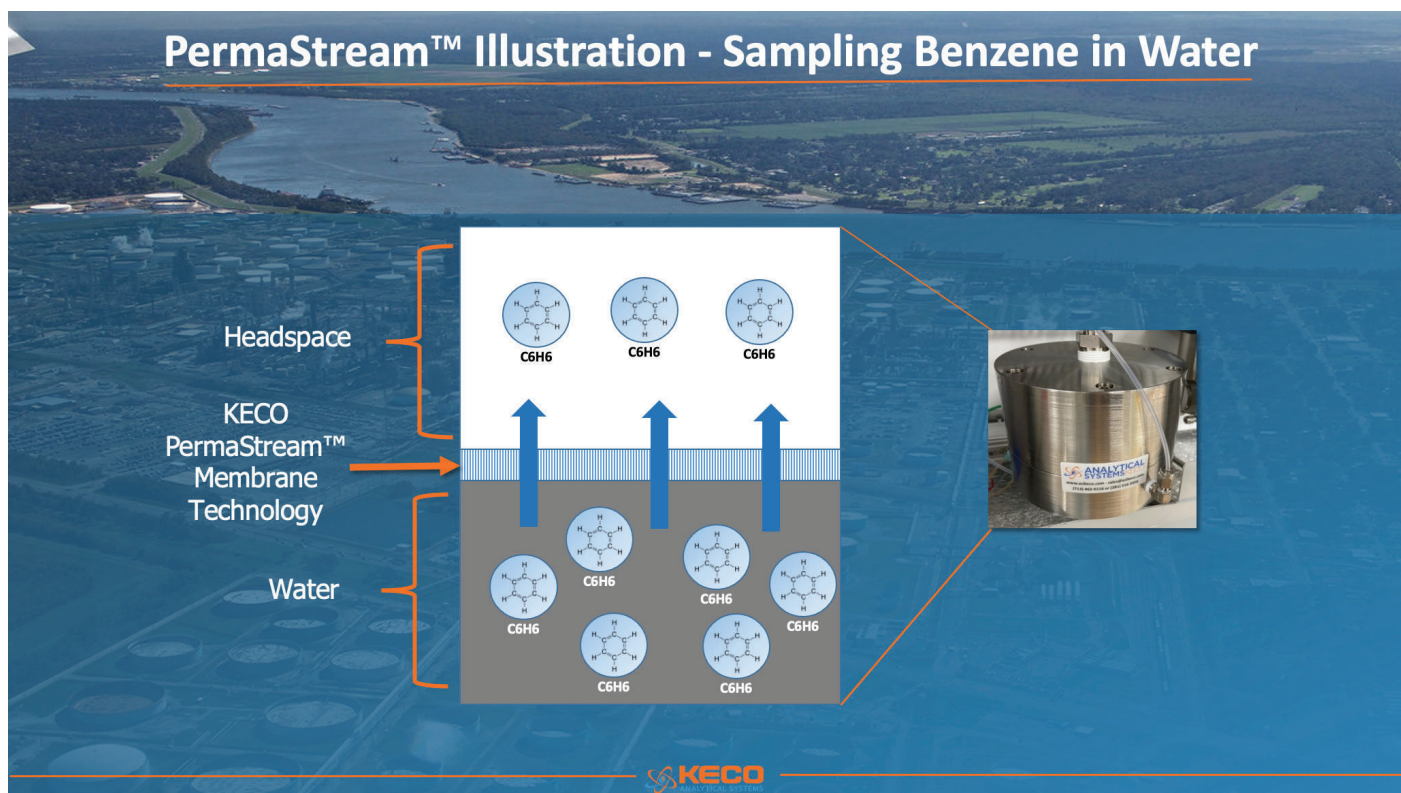 PermaStream™ Illustration - Sampling Benzene in Water
Headspace
C6H6
C6H6
C6H6
KECO
PermaStream™
Membrane
Technology
Water
C6H6
C6H6
C6H6
C6H6
C6H6
C6H6
ANALYTICAL
SYSTEMS
KECO
ANALYTICAL SYSTEMS